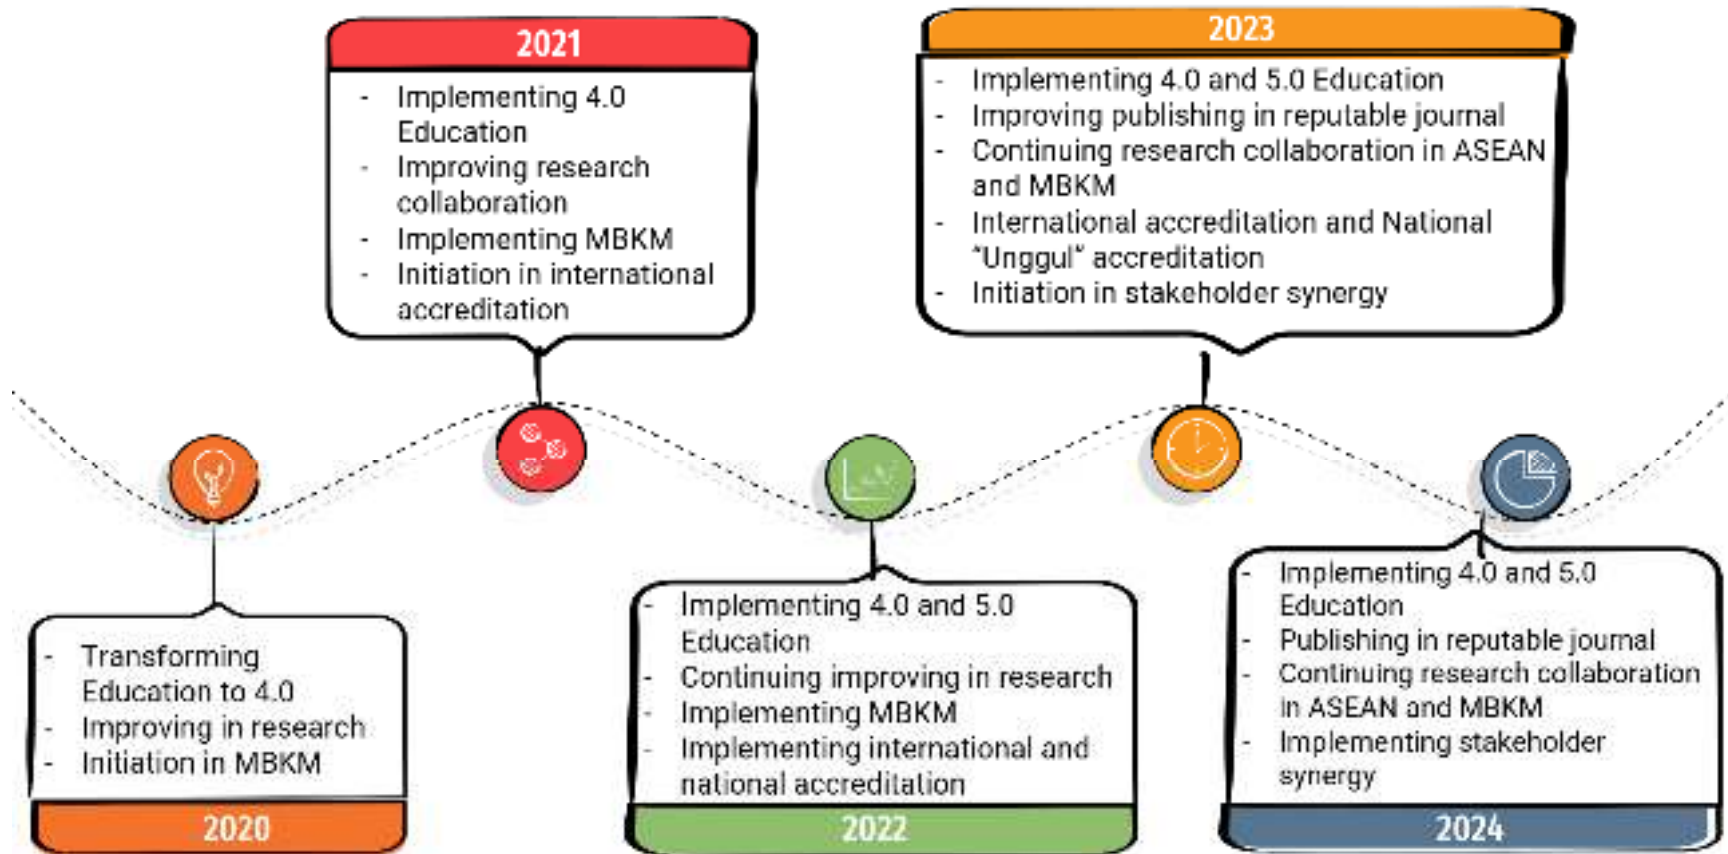 2021
- Implementing 4.0
Education
- Improving research
collaboration
- Implementing MBKM
- Initiation in international
accreditation
2023
- Implementing 4.0 and 5.0 Education
- Improving publishing in reputable journal
- Continuing research collaboration in ASEAN
and MBKM
- International accreditation and National
“Unggul” accreditation
- Initiation in stakeholder synergy
- Transforming
Education to 4.0
- Improving in research
- Initiation in MBKM
2020
- Implementing 4.0 and 5.0
Education
- Continuing improving in research
- Implementing MBKM
- Implementing international and
national accreditation
2022
- Implementing 4.0 and 5.0
Education
- Publishing in reputable journal
- Continuing research collaboration
in ASEAN and MBKM
- Implementing stakeholder
synergy
2024